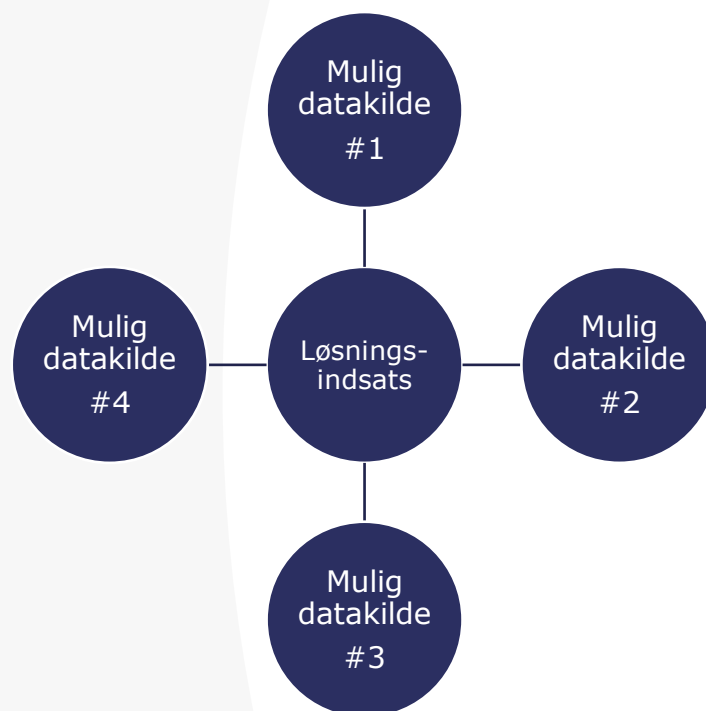 Mulig
datakilde
#1
Mulig
datakilde
#4
Løsnings-
indsats
Mulig
datakilde
#2
Mulig
datakilde
#3